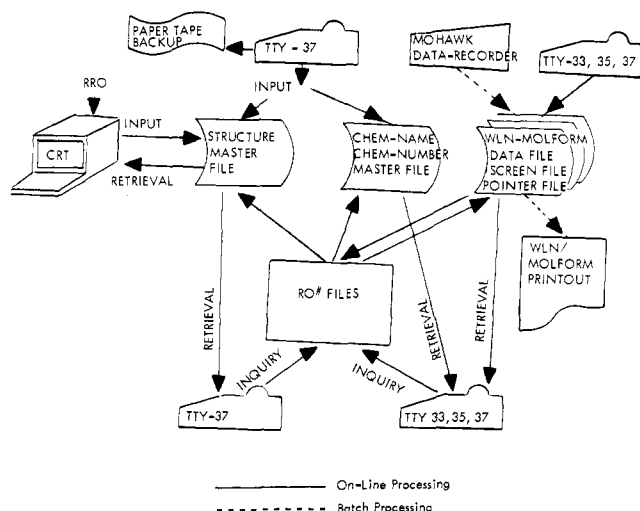 PAPER TAPE
BACKUP
TTY - 37
MOHAWK
DATA-RECORDER
TTY-33, 35, 37
RRO
INPUT
INPUT
CRT
RETRIEVAL
STRUCTURE
MASTER
FILE
CHEM-NAME
CHEM-NUMBER
MASTER FILE
WLN-MOLFORM
DATA FILE
SCREEN FILE
POINTER FILE
WLN/
MOLFORM
PRINTOUT
RO# FILES
RETRIEVAL
RETRIEVAL
RETRIEVAL
INQUIRY
INQUIRY
TTY-37
TTY 33, 35, 37
On-Line Processing
Batch Processing